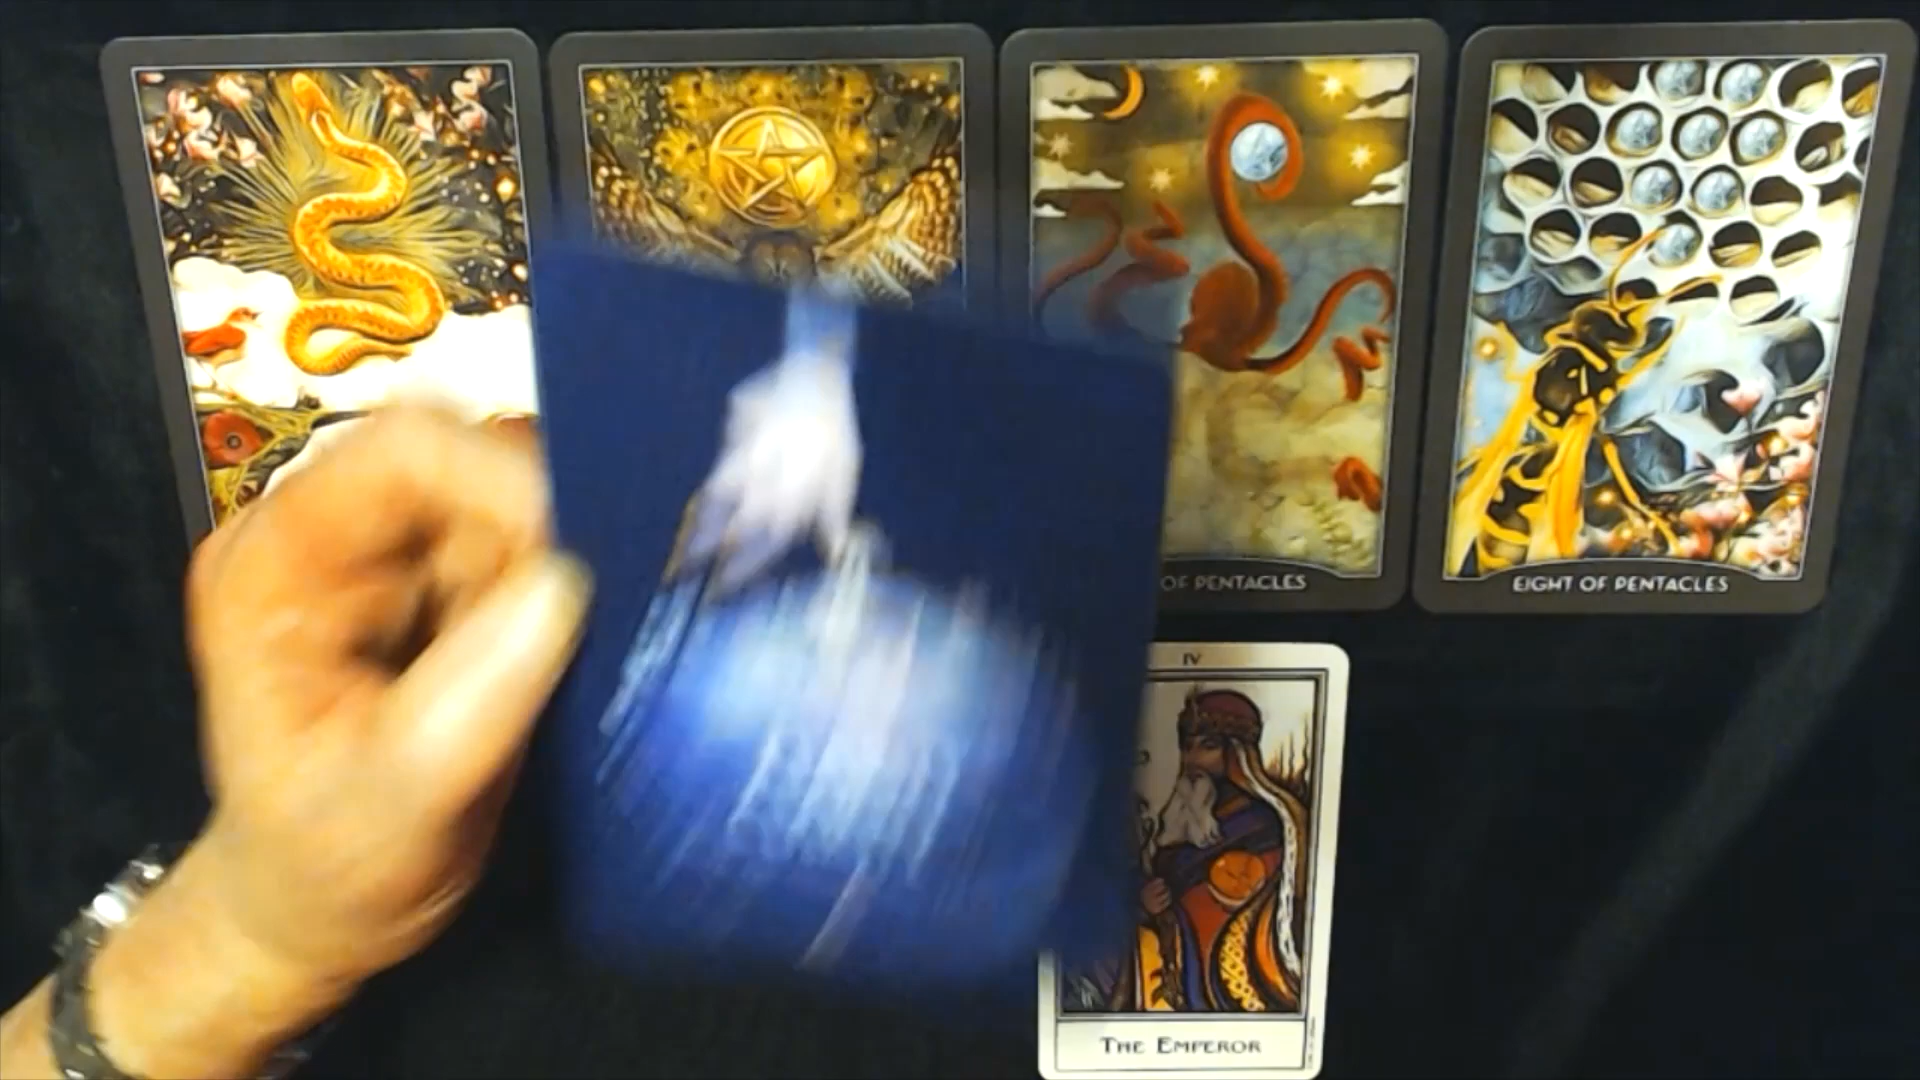 OF PENTACLES
EIGHT OF PENTACLES
IV
THE EMPEROR